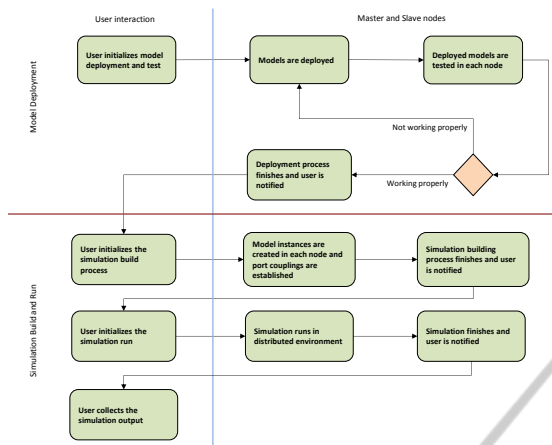 User interaction
Master and Slave nodes
Model Deployment
User initializes model
deployment and test
Models are deployed
Deployed models are
tested in each node
Not working properly
Deployment process
finishes and user is
notified
Working properly
Simulation Build and Run
User initializes the
simulation build
process
Model instances are
created in each node and
port couplings are
established
Simulation building
process finishes and user
is notified
User initializes the
simulation run
Simulation runs in
distributed environment
Simulation finishes and
user is notified
User collects the
simulation output